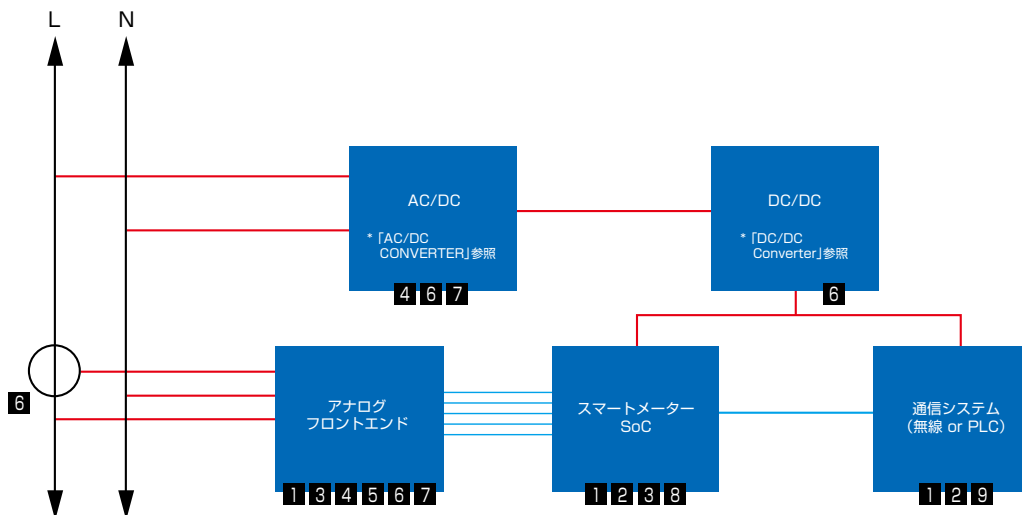 L N
AC/DC
*「AC/DC
CONVERTER」参照
4 6 7
DC/DC
*「DC/DC
Converter」参照
6
6
アナログ
フロントエンド
1 3 4 5 6 7
スマートメーター
SoC
1 2 3 8
通信システム
（無線 or PLC）
1 2 9